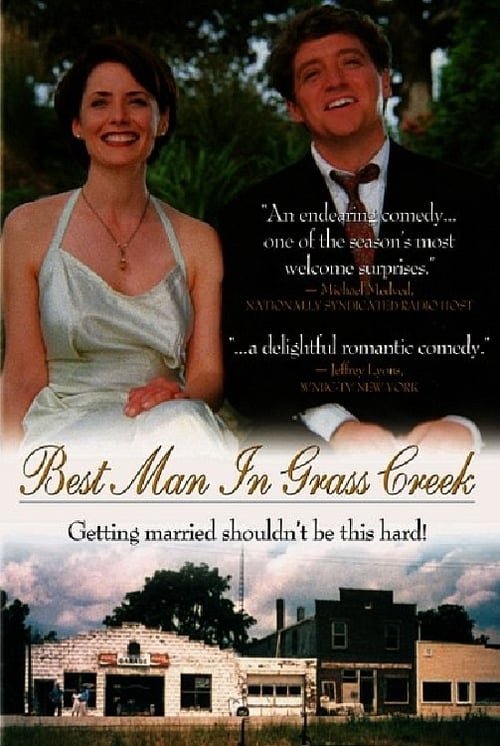 "An endearing comedy...
one of the season's most
welcome surprises."
— Michael Medved,
NATIONALLY SYNDICATED RADIO HOST
"...a delightful romantic comedy."
— Jeffrey Lyons,
WNBC-TV NEW YORK
Best Man In Grass Creek
Getting married shouldn't be this hard!
GARAGE